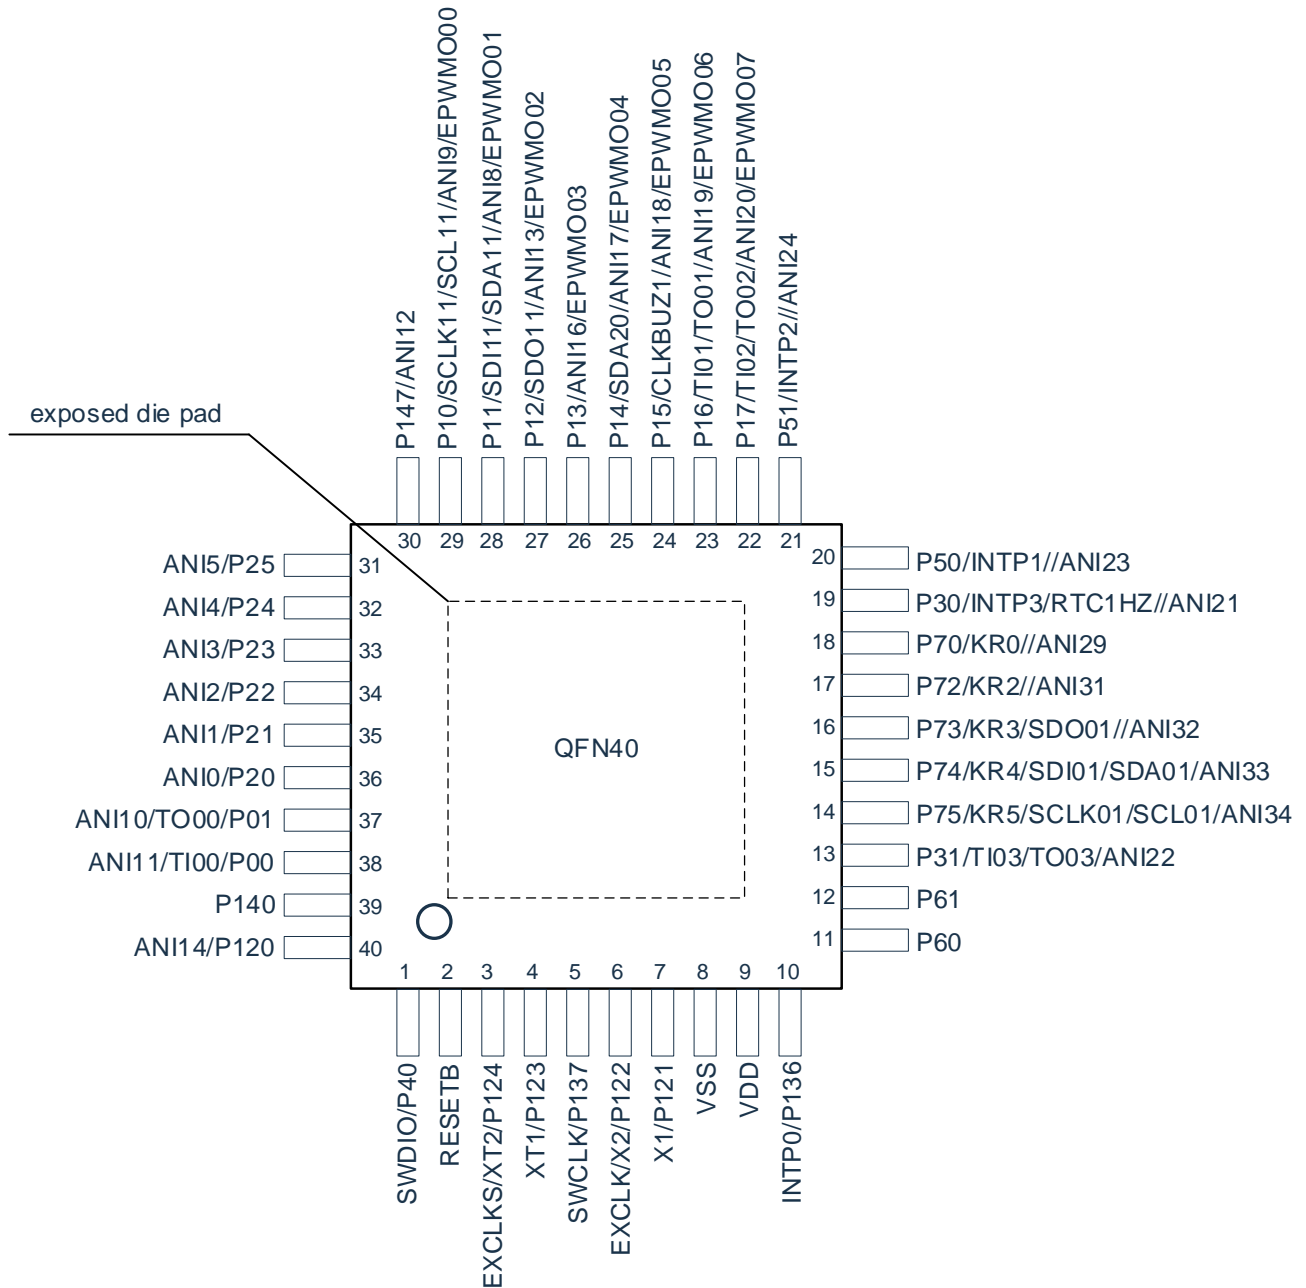 P147/ANI12
P10/SCLK11/SCL11/ANI9/EPWMO00
P11/SDI11/SDA11/ANI8/EPWMO01
P12/SDO11/ANI13/EPWMO02
P13/ANI16/EPWMO03
P14/SDA20/ANI17/EPWMO04
P15/CLKBUZ1/ANI18/EPWMO05
P16/TI01/TO01/ANI19/EPWMO06
P17/TI02/TO02/ANI20/EPWMO07
P51/INTP2//ANI24
exposed die pad
30 29 28 27 26 25 24 23 22 21
ANI5/P25 31
ANI4/P24 32
ANI3/P23 33
ANI2/P22 34
ANI1/P21 35
ANI0/P20 36
ANI10/TO00/P01 37
ANI11/TI00/P00 38
P140 39
ANI14/P120 40
QFN40
20 P50/INTP1//ANI23
19 P30/INTP3/RTC1HZ//ANI21
18 P70/KR0//ANI29
17 P72/KR2//ANI31
16 P73/KR3/SDO01//ANI32
15 P74/KR4/SDI01/SDA01/ANI33
14 P75/KR5/SCLK01/SCL01/ANI34
13 P31/TI03/TO03/ANI22
12 P61
11 P60
1 2 3 4 5 6 7 8 9 10
SWDIO/P40
RESETB
EXCLKS/XT2/P124
XT1/P123
SWCLK/P137
EXCLK/X2/P122
X1/P121
VSS
VDD
INTP0/P136